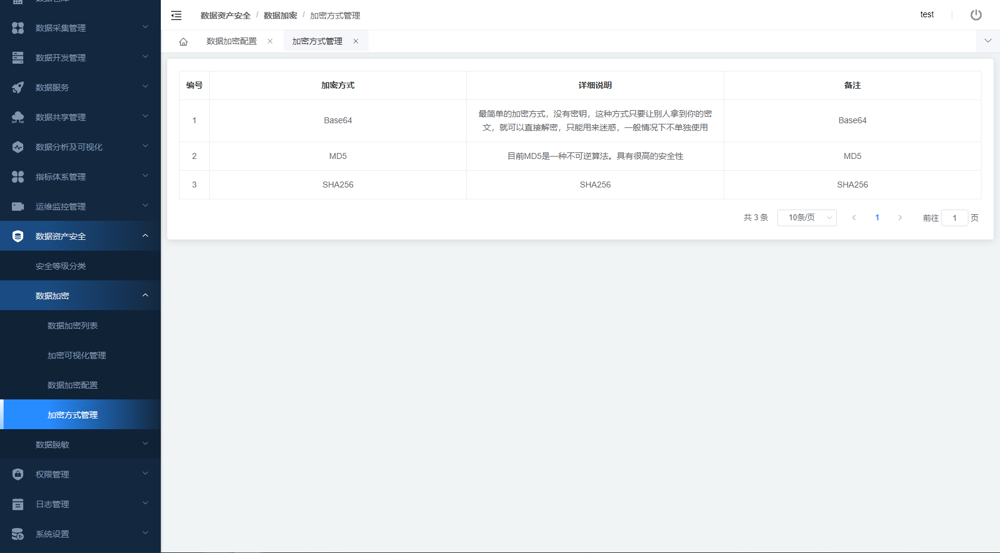 数据资产安全 / 数据加密 / 加密方式管理
test
数据加密配置
加密方式管理
数据采集管理
数据开发管理
数据服务
数据共享管理
数据分析及可视化
指标体系管理
运维监控管理
数据资产安全
安全等级分类
数据加密
数据加密列表
加密可视化管理
数据加密配置
加密方式管理
数据脱敏
权限管理
日志管理
系统设置
编号 加密方式 详细说明 备注
1 Base64 最简单的加密方式，没有密钥，这种方式只要让别人拿到你的密
文，就可以直接解密，只能用来迷惑，一般情况下不单独使用 Base64
2 MD5 目前MD5是一种不可逆算法。具有很高的安全性 MD5
3 SHA256 SHA256 SHA256
共 3 条 10条/页 1 前往 1 页